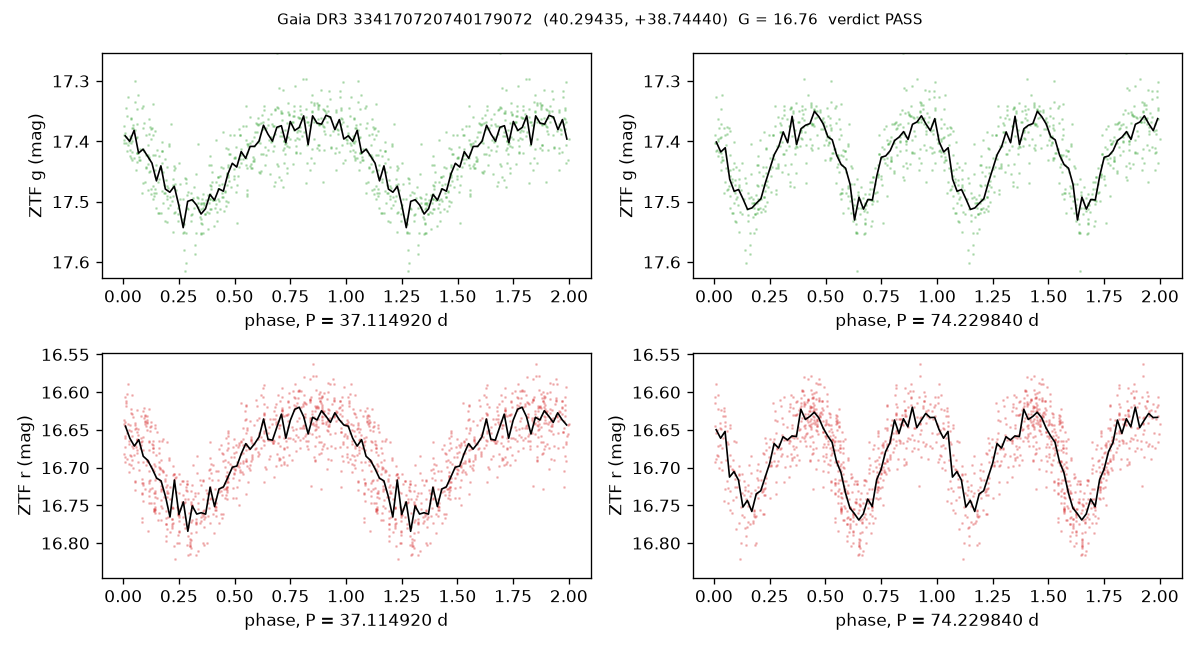 Gaia DR3 334170720740179072  (40.29435, +38.74440)  G = 16.76  verdict PASS
ZTF g (mag)
17.3
17.4
17.5
17.6
0.00 0.25 0.50 0.75 1.00 1.25 1.50 1.75 2.00
phase, P = 37.114920 d
ZTF g (mag)
17.3
17.4
17.5
17.6
0.00 0.25 0.50 0.75 1.00 1.25 1.50 1.75 2.00
phase, P = 74.229840 d
ZTF r (mag)
16.55
16.60
16.65
16.70
16.75
16.80
0.00 0.25 0.50 0.75 1.00 1.25 1.50 1.75 2.00
phase, P = 37.114920 d
ZTF r (mag)
16.55
16.60
16.65
16.70
16.75
16.80
0.00 0.25 0.50 0.75 1.00 1.25 1.50 1.75 2.00
phase, P = 74.229840 d